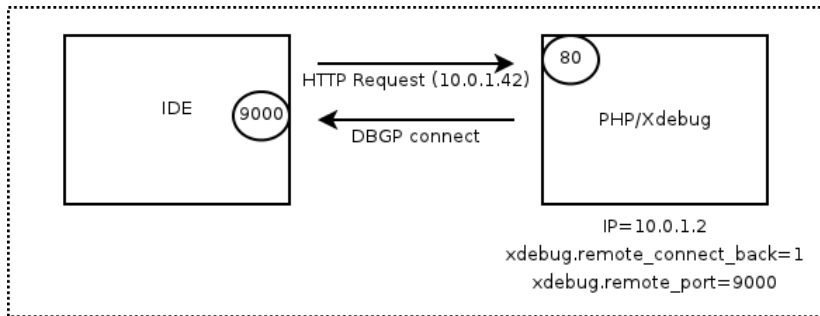 IDE
9000
HTTP Request (10.0.1.42)
DBGP connect
80
PHP/Xdebug
IP=10.0.1.2
xdebug.remote_connect_back=1
xdebug.remote_port=9000